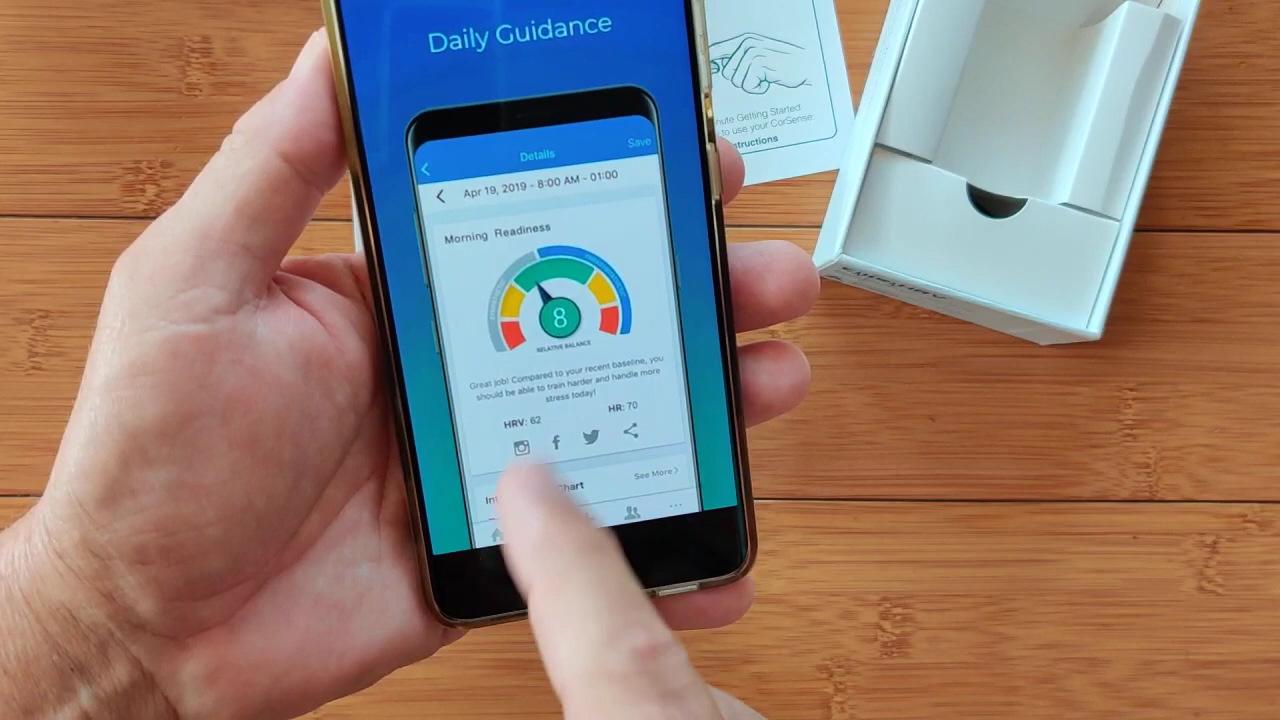 Daily Guidance
Details
Save
Apr 19, 2019 - 8:00 AM - 01:00
Morning Readiness
8
RELATIVE BALANCE
Great job! Compared to your recent baseline, you
should be able to train harder and handle more
stress today!
HRV: 62
HR: 70
See More
Getting Started
to use your CorSense: